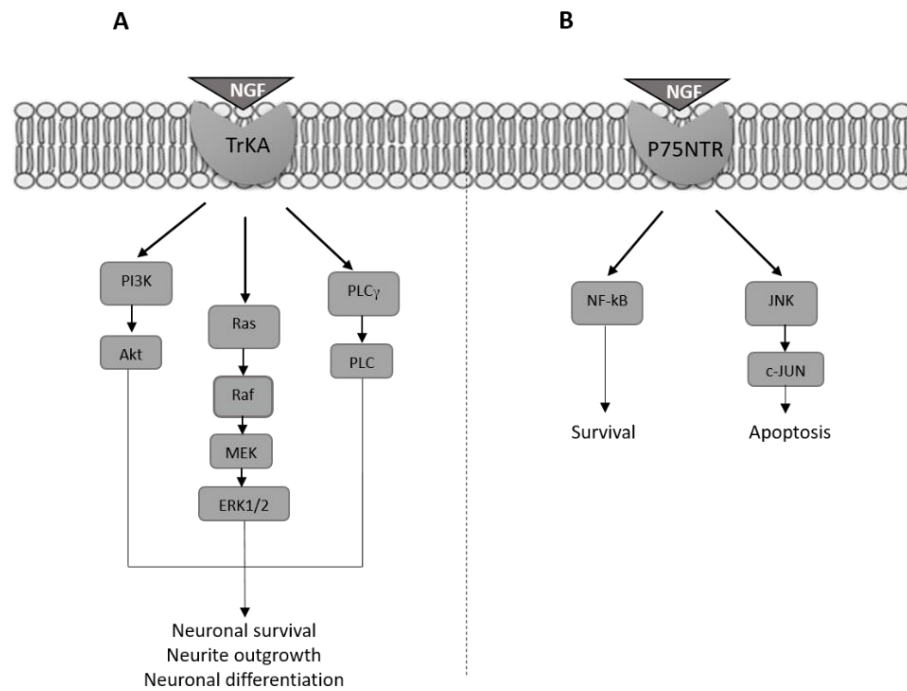 A
NGF
TrKA
PI3K
Akt
Ras
Raf
MEK
ERK1/2
PLCγ
PLC
Neuronal survival
Neurite outgrowth
Neuronal differentiation
B
NGF
P75NTR
NF-kB
Survival
JNK
c-JUN
Apoptosis